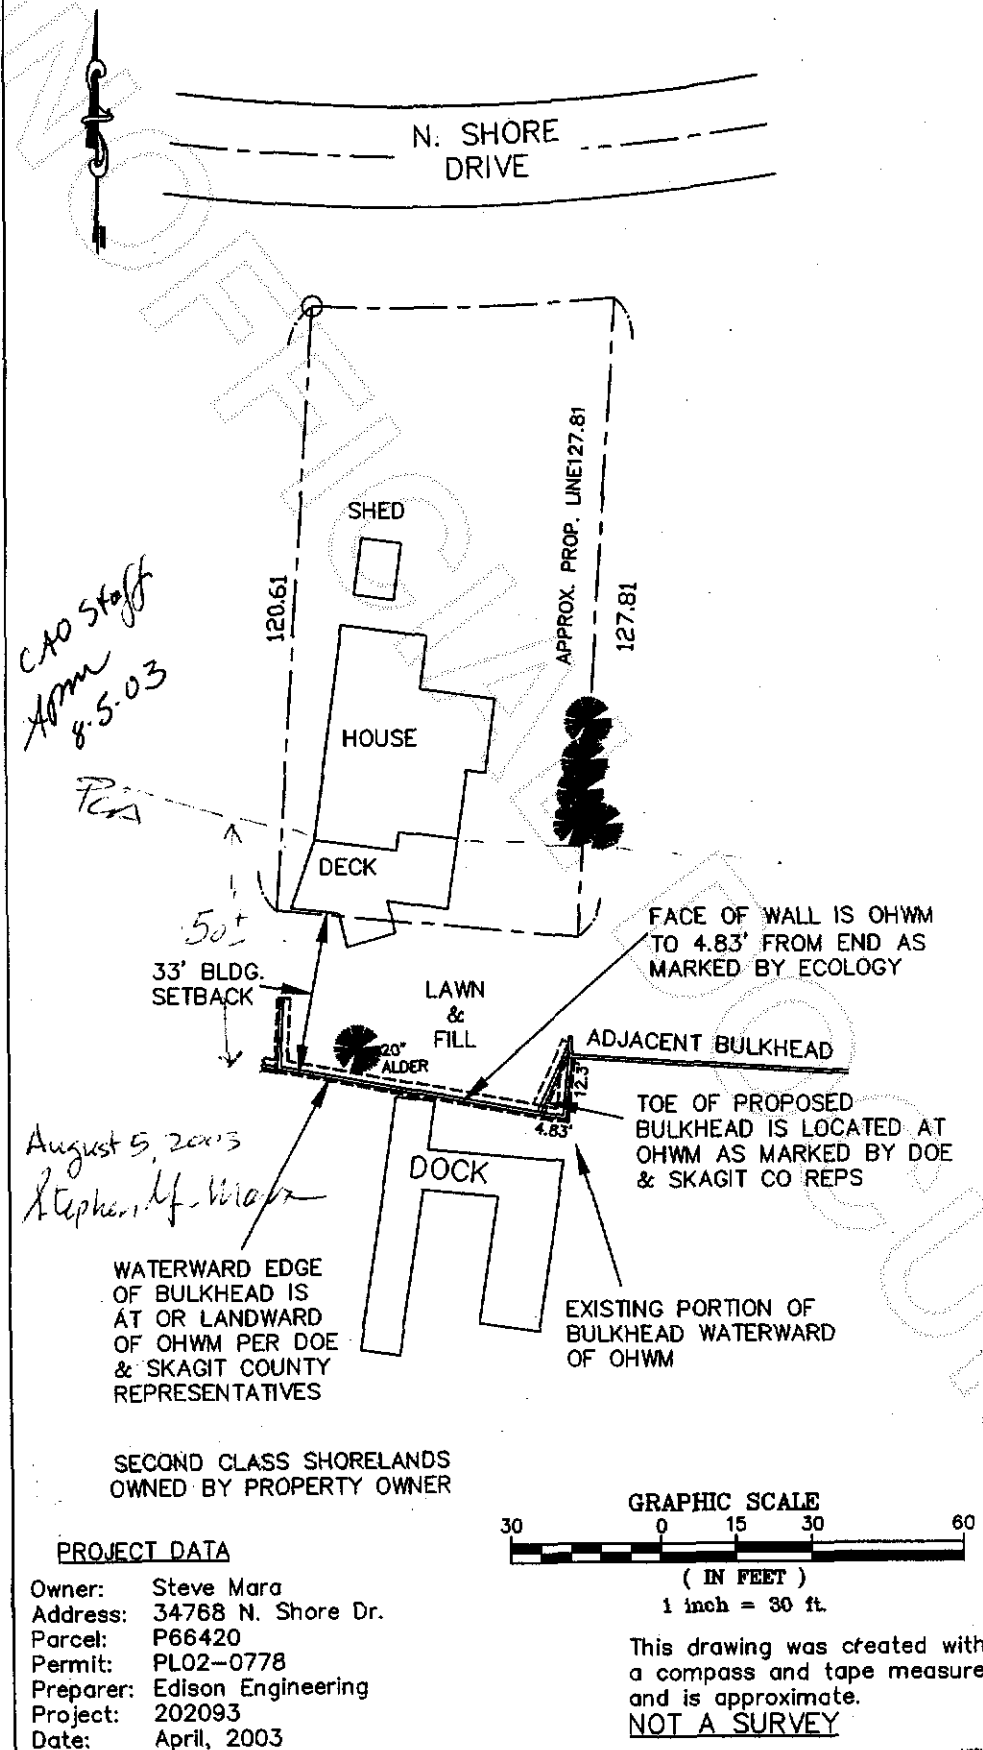 N. SHORE
DRIVE
SHED
120.61
APPROX. PROP. LINE127.81
127.81
CAO Staff
8.5.03
HOUSE
PCA
DECK
50±
33' BLDG.
SETBACK
LAWN
&
FILL
20"
ALDER
FACE OF WALL IS OHWM
TO 4.83' FROM END AS
MARKED BY ECOLOGY
ADJACENT BULKHEAD
12.3'
4.83'
TOE OF PROPOSED
BULKHEAD IS LOCATED AT
OHWM AS MARKED BY DOE
& SKAGIT CO REPS
August 5, 2003
DOCK
WATERWARD EDGE
OF BULKHEAD IS
AT OR LANDWARD
OF OHWM PER DOE
& SKAGIT COUNTY
REPRESENTATIVES
EXISTING PORTION OF
BULKHEAD WATERWARD
OF OHWM
SECOND CLASS SHORELANDS
OWNED BY PROPERTY OWNER
GRAPHIC SCALE
30 0 15 30 60
( IN FEET )
1 inch = 30 ft.
PROJECT DATA
Owner: Steve Mara
Address: 34768 N. Shore Dr.
Parcel: P66420
Permit: PL02-0778
Preparer: Edison Engineering
Project: 202093
Date: April, 2003
This drawing was created with
a compass and tape measure
and is approximate.
NOT A SURVEY
UNOFFICIAL DOCU